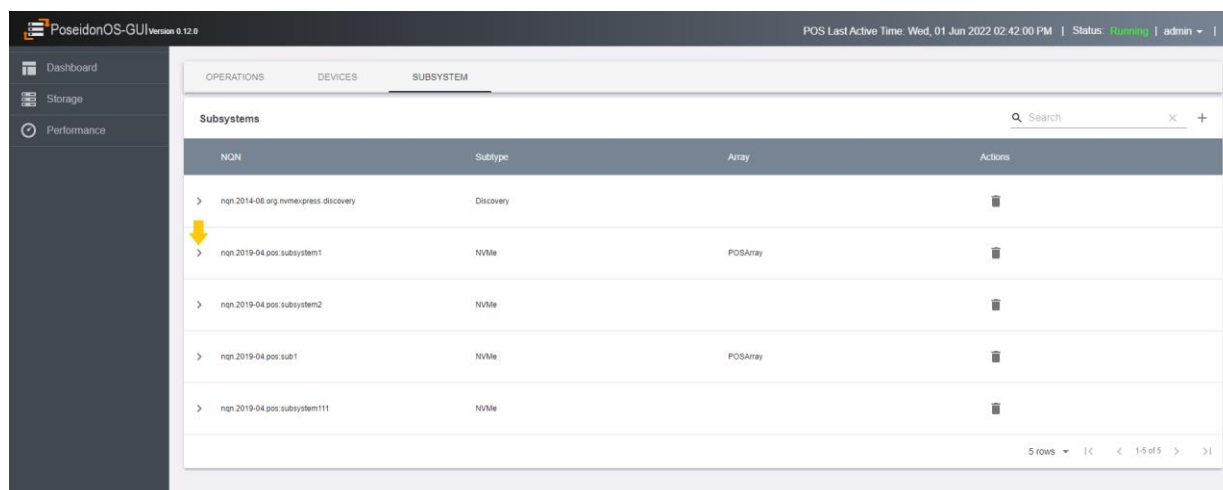 PoseidonOS-GUI Version 0.12.0 POS Last Active Time: Wed, 01 Jun 2022 02:42:00 PM | Status: Running | admin |
Dashboard
Storage
Performance
OPERATIONS DEVICES SUBSYSTEM
Subsystems Search
NQN Subtype Array Actions
nqn.2014-08.org.nvmexpress.discovery Discovery
nqn.2019-04.pos:subsystem1 NVMe POSArray
nqn.2019-04.pos:subsystem2 NVMe
nqn.2019-04.pos:sub1 NVMe POSArray
nqn.2019-04.pos:subsystem111 NVMe
5 rows 1-5 of 5